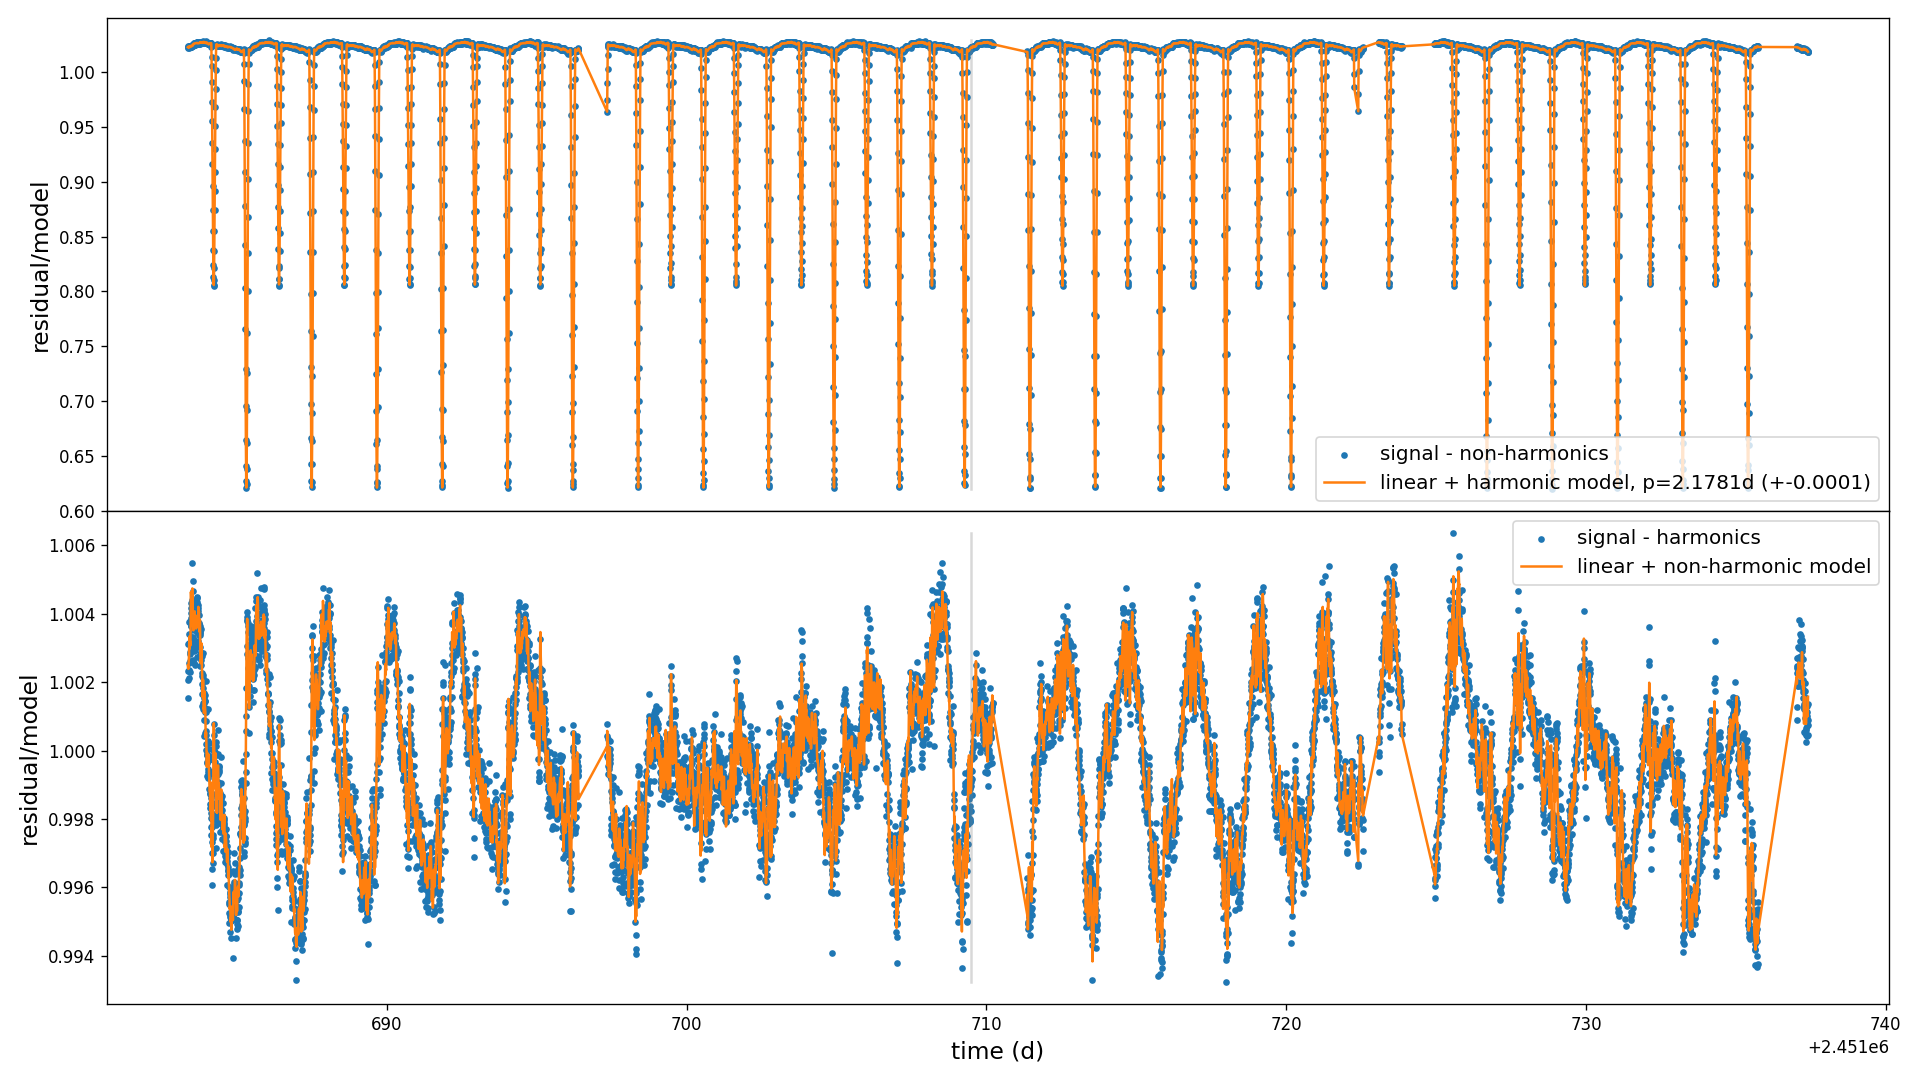 1.00
0.95
0.90
0.85
0.80
0.75
0.70
0.65
0.60
residual/model
signal - non-harmonics
linear + harmonic model, p=2.1781d (+-0.0001)
1.006
1.004
1.002
1.000
0.998
0.996
0.994
residual/model
signal - harmonics
linear + non-harmonic model
690 700 710 720 730 740
time (d)
+2.451e6